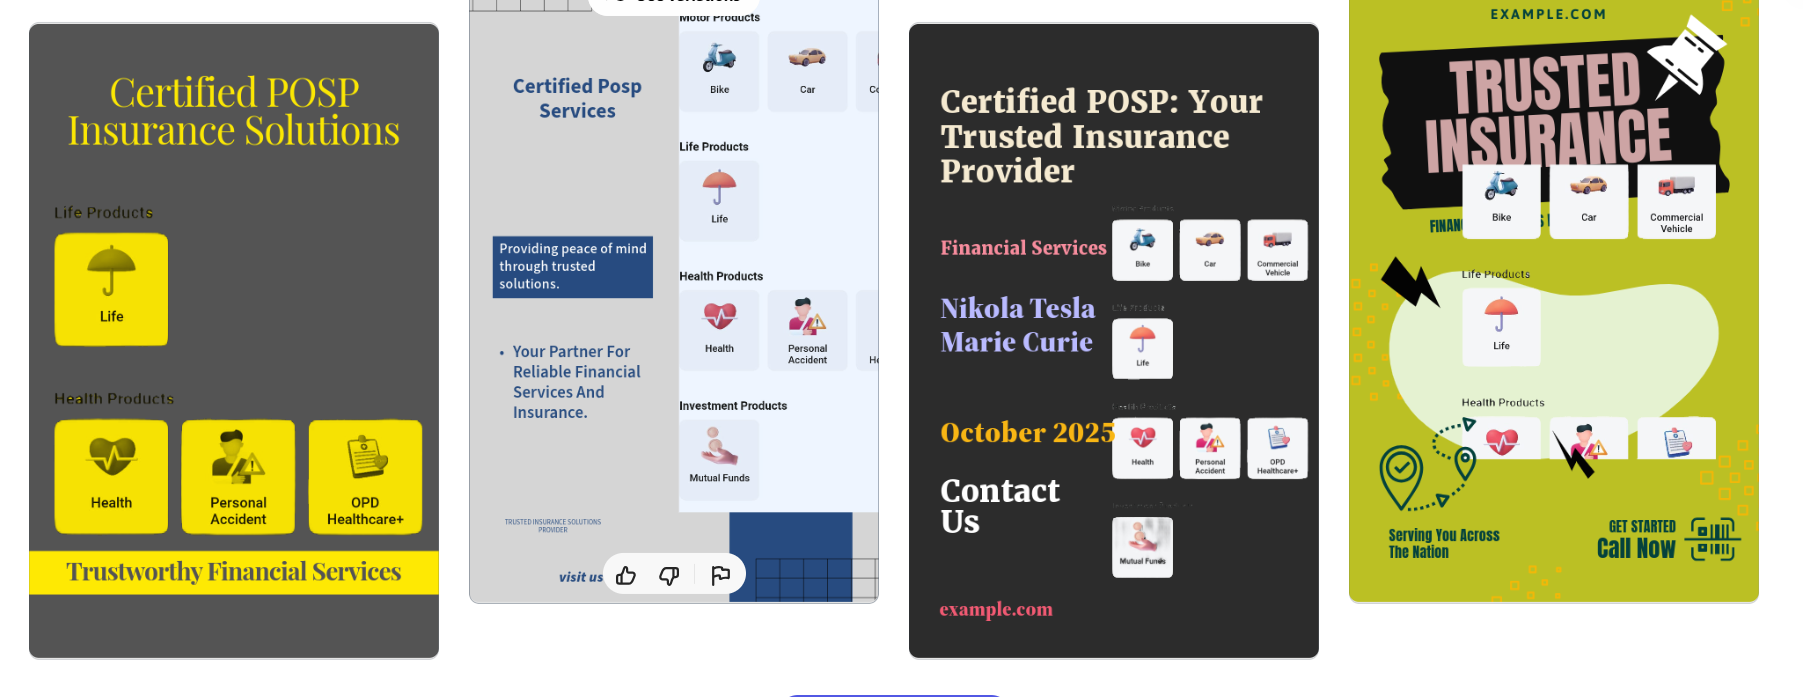 Certified POSP
Insurance Solutions
Life Products
Life
Health Products
Health
Personal
Accident
OPD
Healthcare+
Trustworthy Financial Services
Certified Posp
Services
Providing peace of mind
through trusted
solutions.
• Your Partner For
Reliable Financial
Services And
Insurance.
TRUSTED INSURANCE SOLUTIONS
PROVIDER
visit us
Motor Products
Bike
Car
Life Products
Life
Health Products
Health
Personal
Accident
Investment Products
Mutual Funds
Certified POSP: Your
Trusted Insurance
Provider
Financial Services
Nikola Tesla
Marie Curie
October 2025
Contact
Us
example.com
Bike
Car
Commercial
Vehicle
Life
Health
Personal
Accident
OPD
Healthcare+
Mutual Funds
EXAMPLE.COM
TRUSTED
INSURANCE
Bike
Car
Commercial
Vehicle
Life Products
Life
Health Products
Serving You Across
The Nation
GET STARTED
Call Now